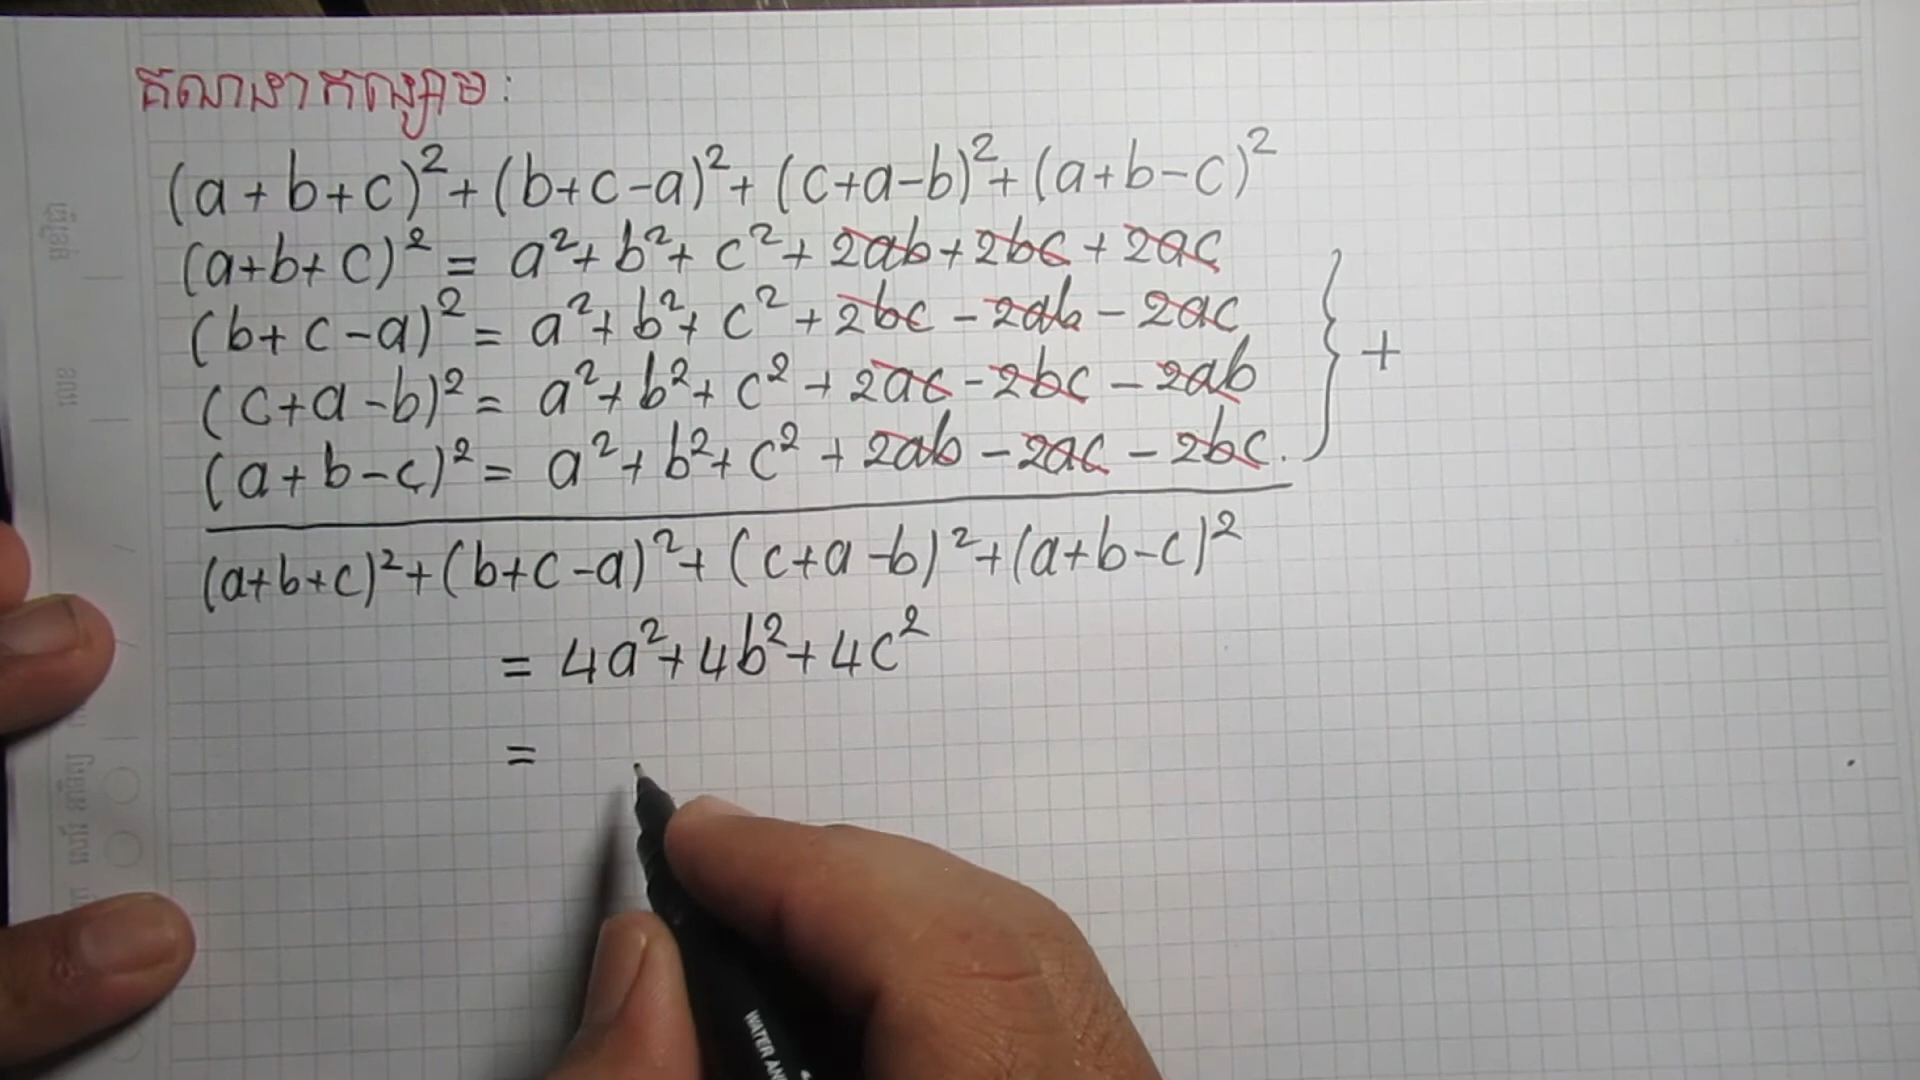 គណនាកន្សោម :
(a+b+c)²+(b+c-a)²+(c+a-b)²+(a+b-c)²
(a+b+c)² = a²+b²+c²+2ab+2bc+2ac
(b+c-a)² = a²+b²+c²+2bc-2ab-2ac
(c+a-b)² = a²+b²+c²+2ac-2bc-2ab
(a+b-c)² = a²+b²+c²+2ab-2ac-2bc.
} +
(a+b+c)²+(b+c-a)²+(c+a-b)²+(a+b-c)²
= 4a²+4b²+4c²
=
WATER